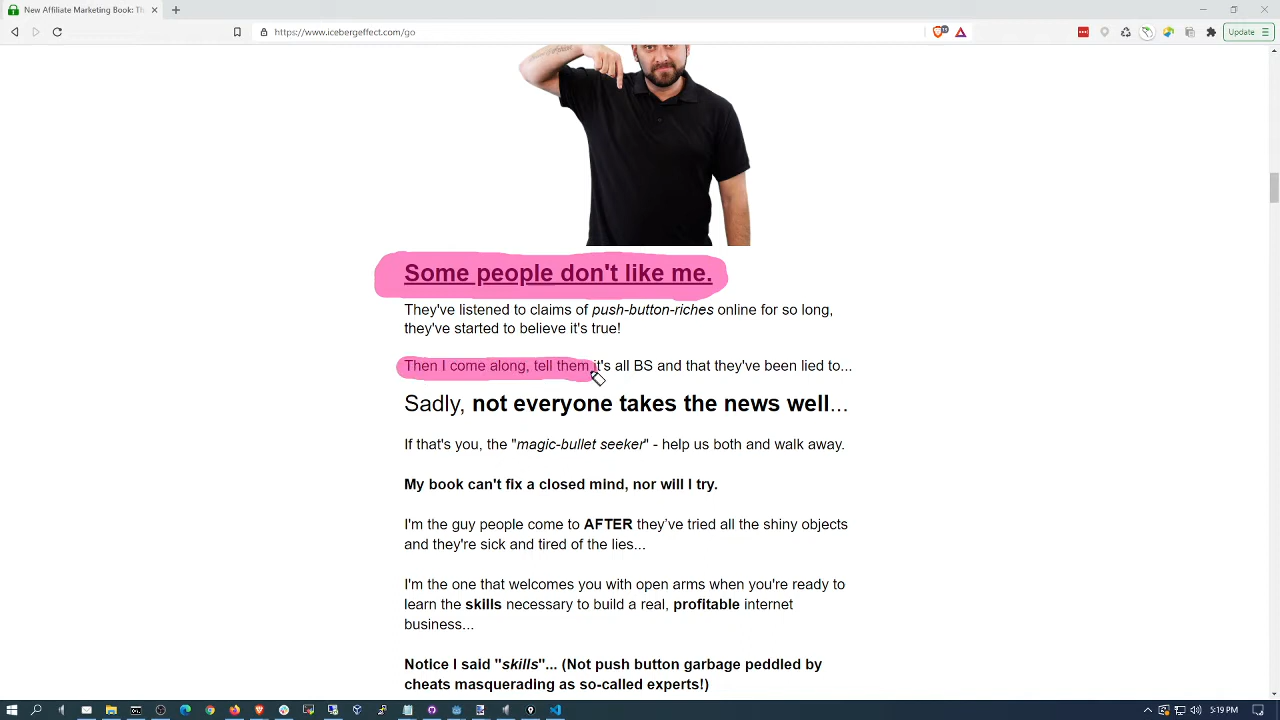 New Affiliate Marketing Book: Th
https://www.icebergeffect.com/go
Update
Some people don't like me.
They've listened to claims of push-button-riches online for so long,
they've started to believe it's true!
Then I come along, tell them it's all BS and that they've been lied to...
Sadly, not everyone takes the news well...
If that's you, the "magic-bullet seeker" - help us both and walk away.
My book can't fix a closed mind, nor will I try.
I'm the guy people come to AFTER they’ve tried all the shiny objects
and they're sick and tired of the lies...
I'm the one that welcomes you with open arms when you're ready to
learn the skills necessary to build a real, profitable internet
business...
Notice I said "skills"... (Not push button garbage peddled by
cheats masquerading as so-called experts!)
5:19 PM